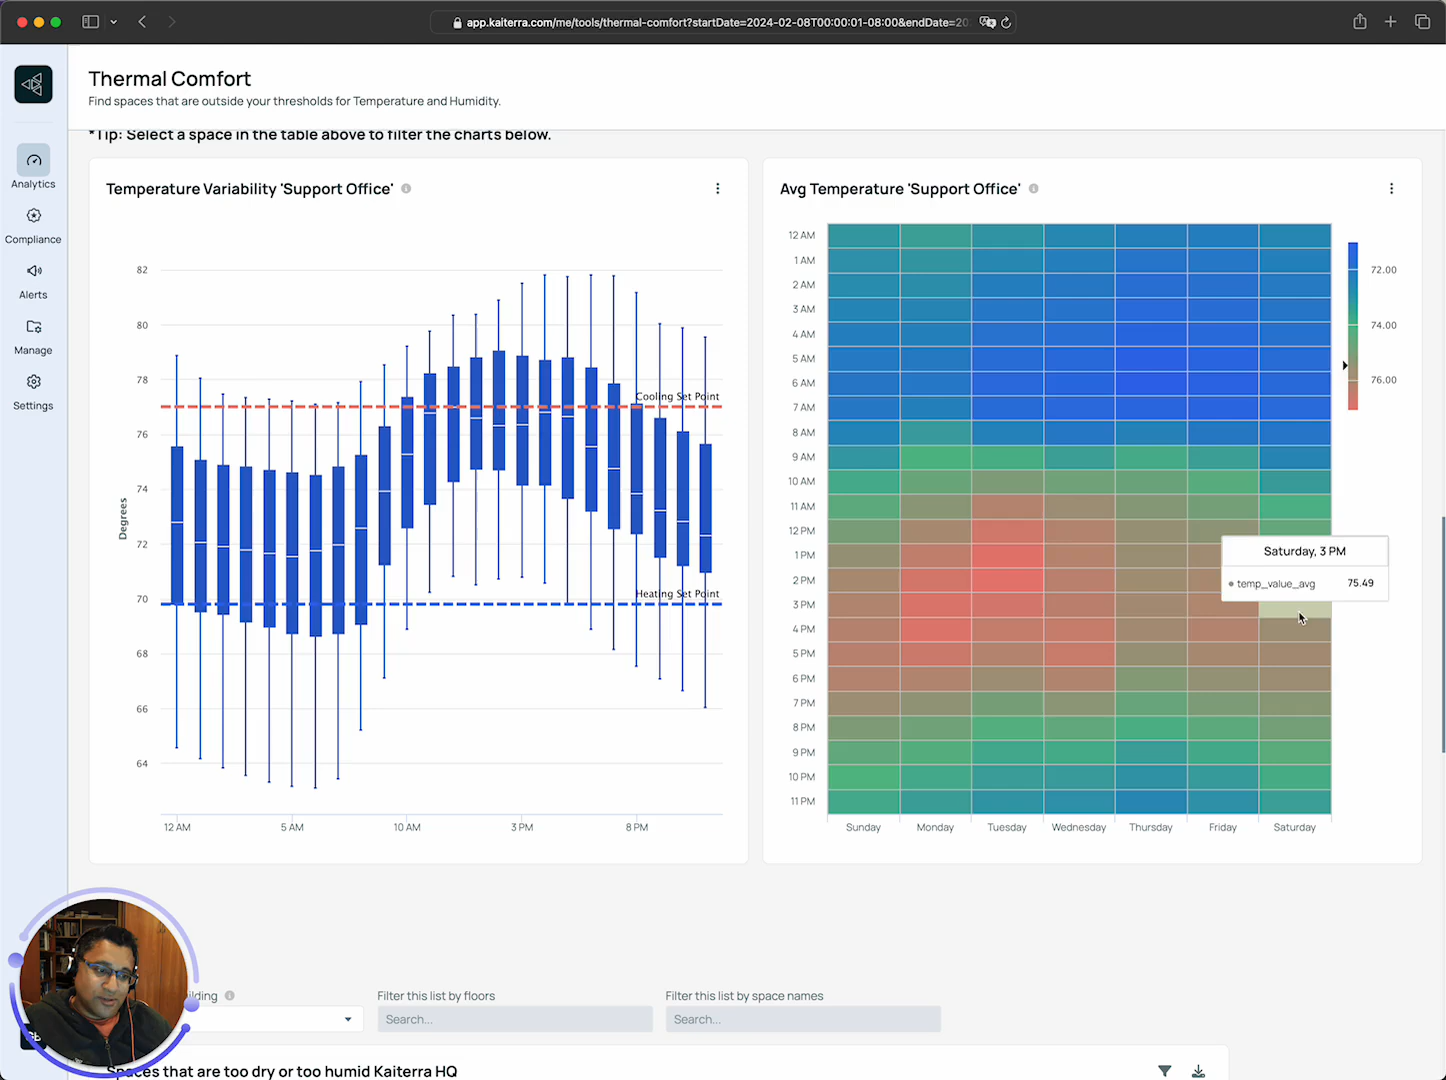 app.kaiterra.com/me/tools/thermal-comfort?startDate=2024-02-08T00:00:01-08:00&endDate=20
Thermal Comfort
Find spaces that are outside your thresholds for Temperature and Humidity.
*Tip: Select a space in the table above to filter the charts below.
Analytics
Compliance
Alerts
Manage
Settings
Temperature Variability 'Support Office'
82
80
78
76
74
72
70
68
66
64
Degrees
Cooling Set Point
Heating Set Point
12 AM
5 AM
10 AM
3 PM
8 PM
Avg Temperature 'Support Office'
12 AM
1 AM
2 AM
3 AM
4 AM
5 AM
6 AM
7 AM
8 AM
9 AM
10 AM
11 AM
12 PM
1 PM
2 PM
3 PM
4 PM
5 PM
6 PM
7 PM
8 PM
9 PM
10 PM
11 PM
Sunday
Monday
Tuesday
Wednesday
Thursday
Friday
Saturday
72.00
74.00
76.00
Saturday, 3 PM
temp_value_avg 75.49
Filter this list by floors
Search...
Filter this list by space names
Search...
Spaces that are too dry or too humid Kaiterra HQ